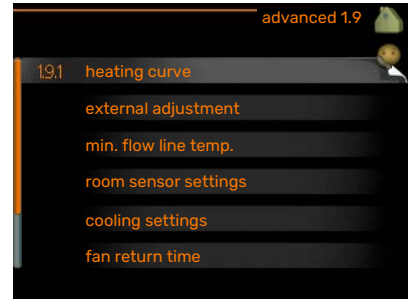 advanced 1.9
1.9.1 heating curve
external adjustment
min. flow line temp.
room sensor settings
cooling settings
fan return time